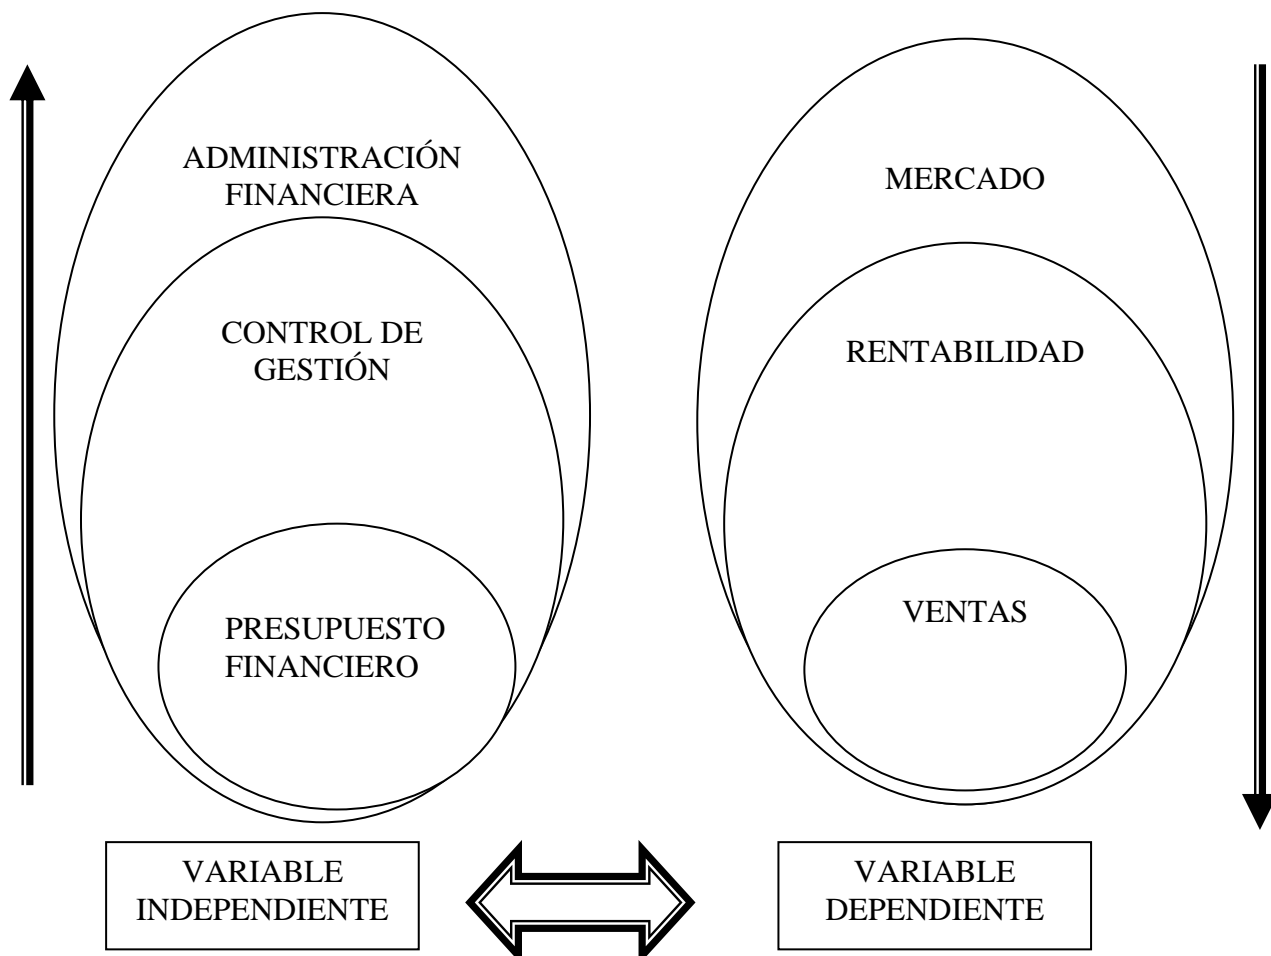 ADMINISTRACIÓN
FINANCIERA
CONTROL DE
GESTIÓN
PRESUPUESTO
FINANCIERO
VARIABLE
INDEPENDIENTE
MERCADO
RENTABILIDAD
VENTAS
VARIABLE
DEPENDIENTE